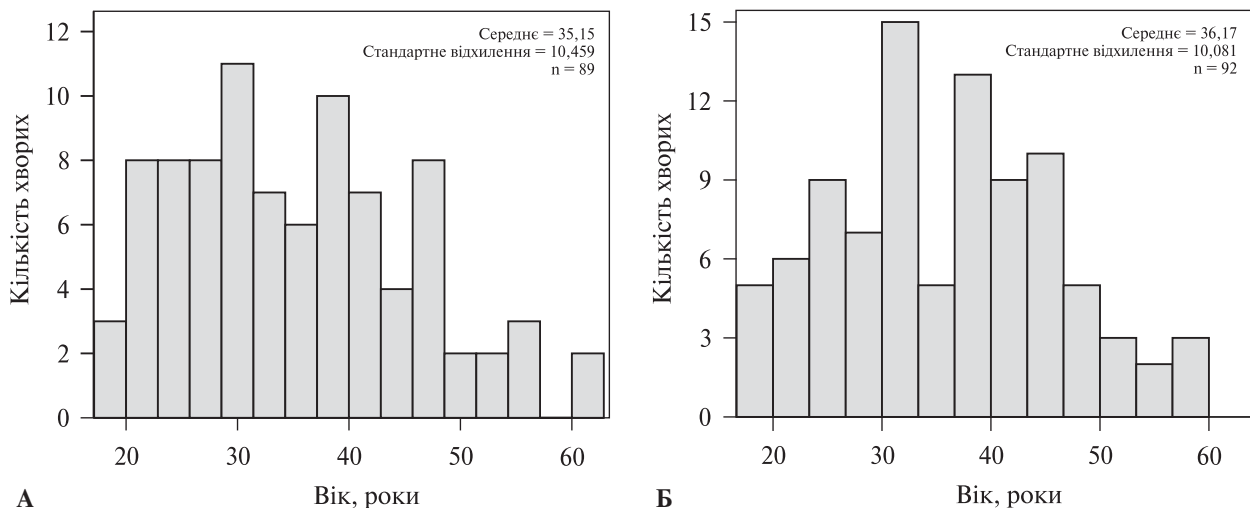 Середнє = 35,15
Стандартне відхилення = 10,459
n = 89
Кількість хворих
12
10
8
6
4
2
0
20 30 40 50 60
Вік, роки
А
Середнє = 36,17
Стандартне відхилення = 10,081
n = 92
Кількість хворих
15
12
9
6
3
0
20 30 40 50 60
Вік, роки
Б